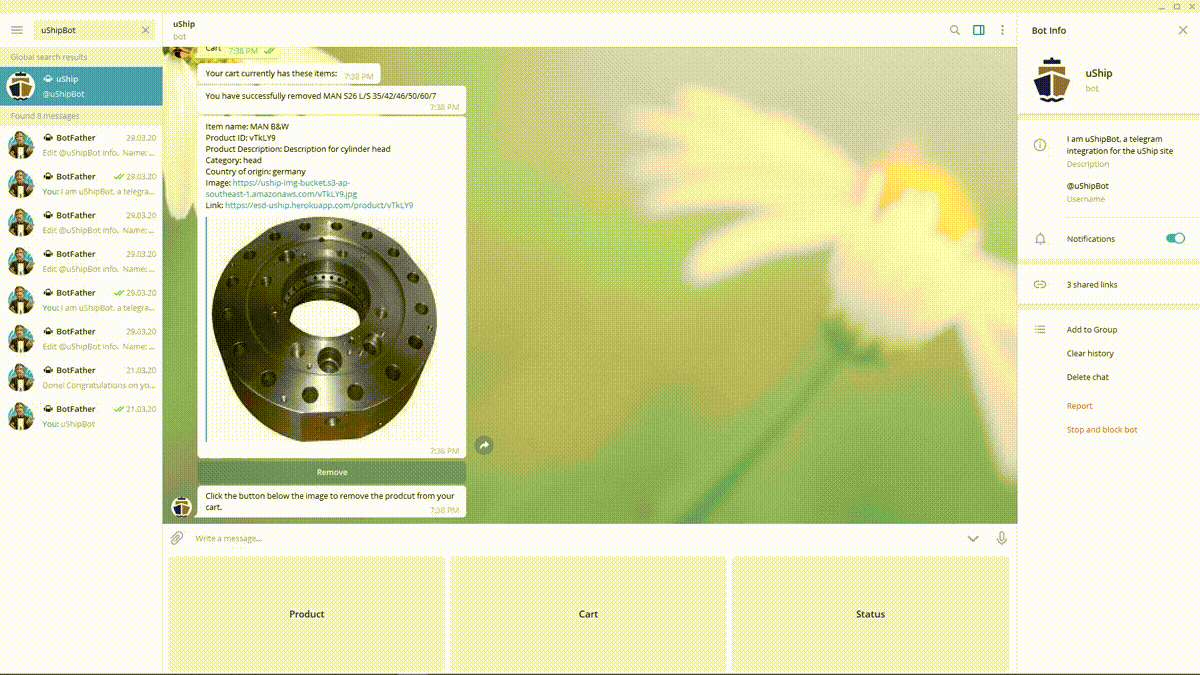 uShipBot
Global search results
uShip
@uShipBot
Found 8 messages
BotFather 29.03.20
Edit @uShipBot info. Name: ...
BotFather 29.03.20
You: I am uShipBot, a telegra...
BotFather 29.03.20
Edit @uShipBot info. Name: ...
BotFather 29.03.20
Edit @uShipBot info. Name: ...
BotFather 29.03.20
You: I am uShipBot, a telegra...
BotFather 29.03.20
Edit @uShipBot info. Name: ...
BotFather 21.03.20
Done! Congratulations on yo...
BotFather 21.03.20
You: uShipBot
uShip
bot
Cart 7:38 PM
Your cart currently has these items: 7:38 PM
You have successfully removed MAN S26 L/S 35/42/46/50/60/7
7:38 PM
Item name: MAN B&W
Product ID: vTkLY9
Product Description: Description for cylinder head
Category: head
Country of origin: germany
Image: https://uship-img-bucket.s3-ap-
southeast-1.amazonaws.com/vTkLY9.jpg
Link: https://esd-uship.herokuapp.com/product/vTkLY9
7:38 PM
Remove
Click the button below the image to remove the prodcut from your
cart.
7:38 PM
Write a message...
Product
Cart
Status
Bot Info
uShip
bot
I am uShipBot, a telegram
integration for the uShip site
Description
@uShipBot
Username
Notifications
3 shared links
Add to Group
Clear history
Delete chat
Report
Stop and block bot